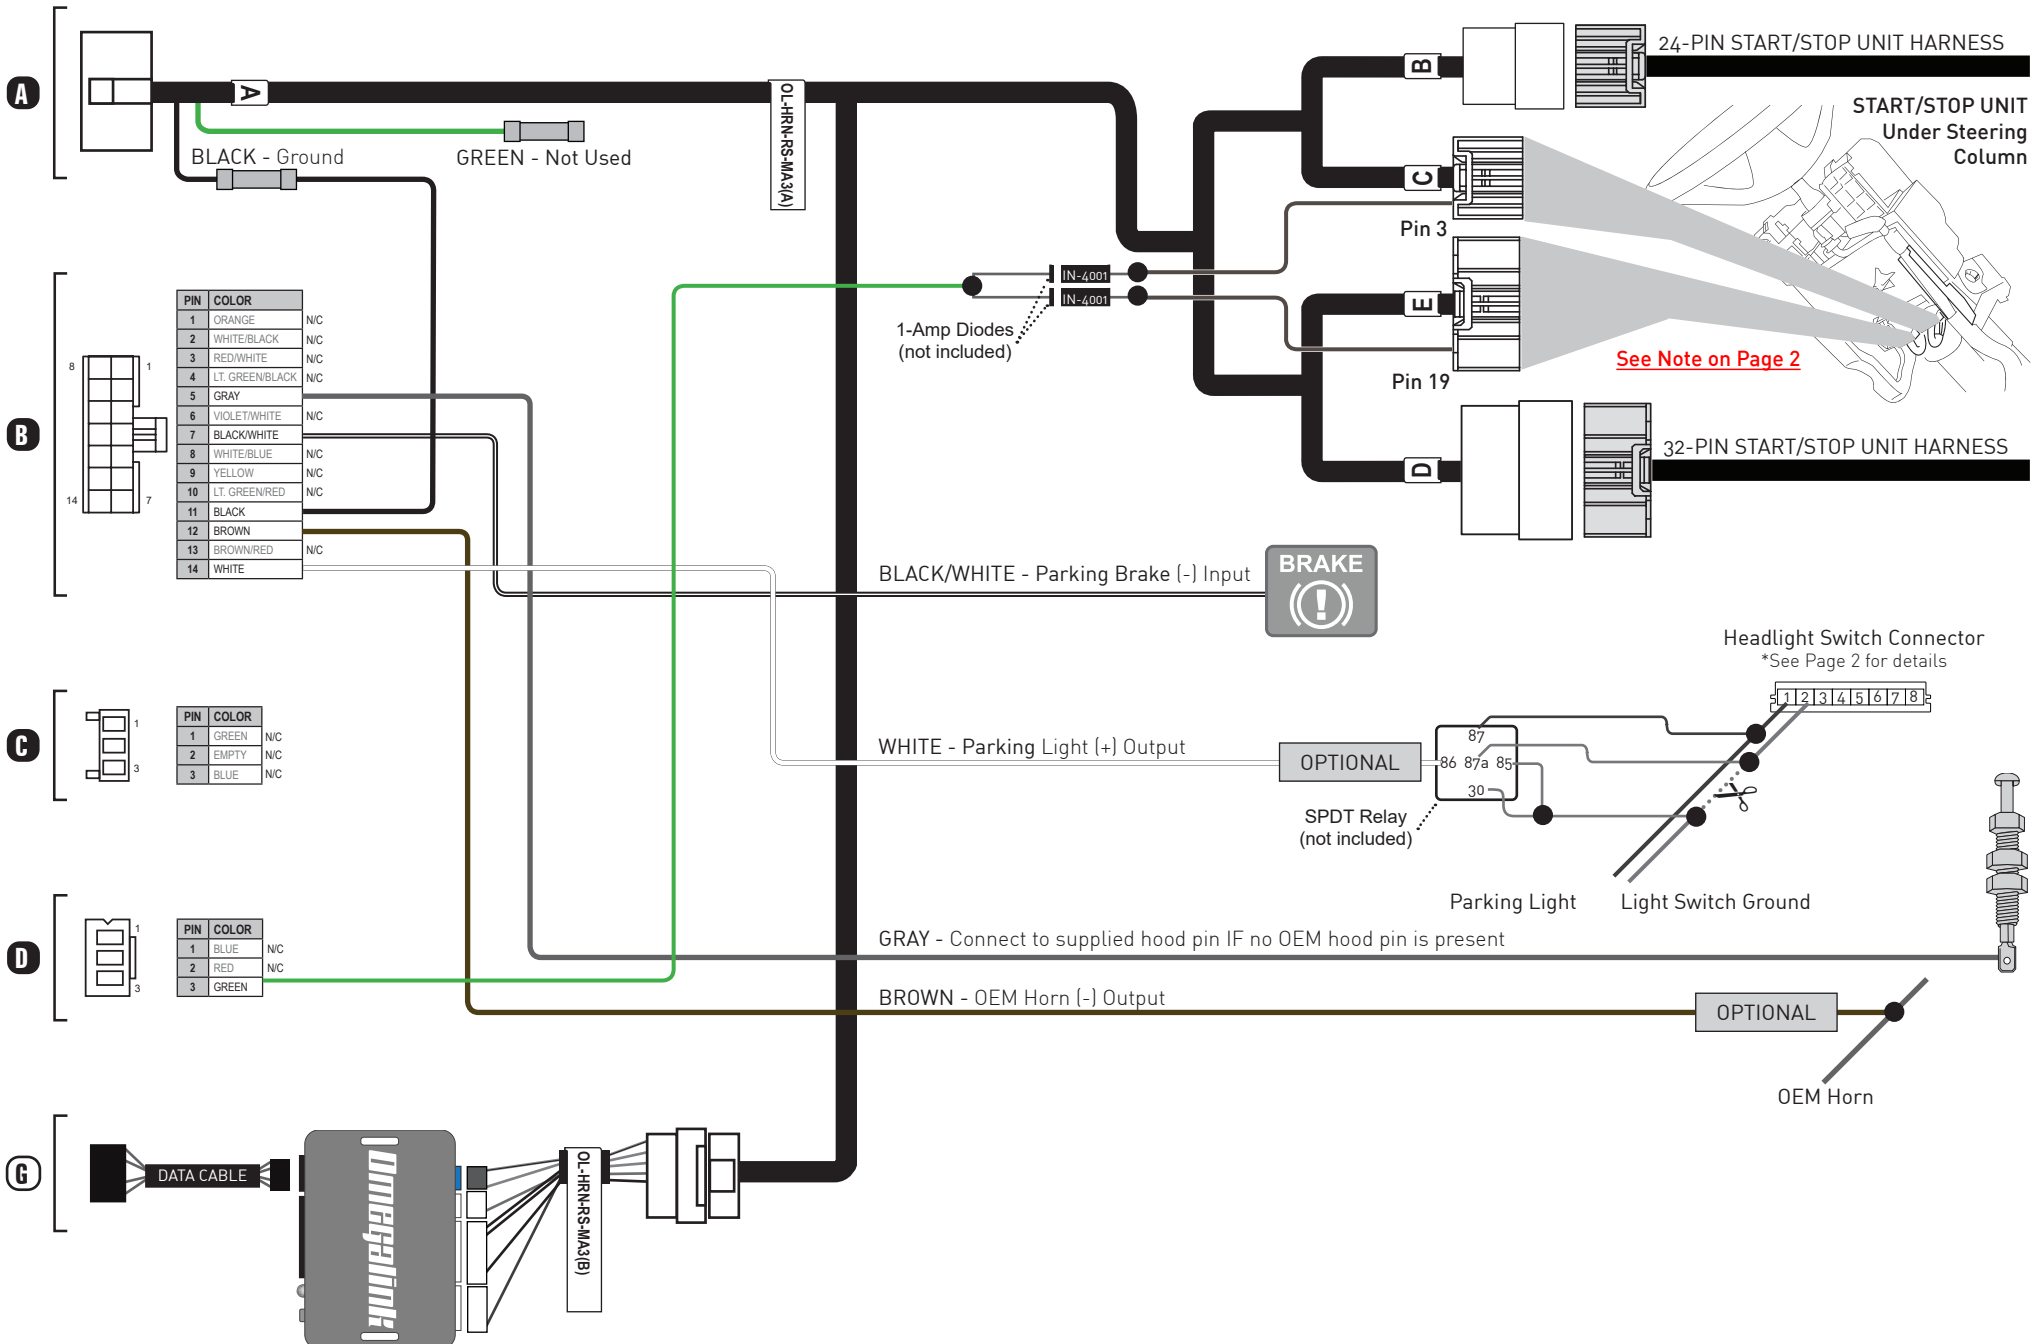 A
A
BLACK - Ground
GREEN - Not Used
OL-HRN-RS-MA3(A)
B
24-PIN START/STOP UNIT HARNESS
START/STOP UNIT
Under Steering
Column
C
Pin 3
IN-4001
IN-4001
1-Amp Diodes
(not included)
E
Pin 19
See Note on Page 2
D
32-PIN START/STOP UNIT HARNESS
B
8 1
14 7
PIN COLOR
1 ORANGE N/C
2 WHITE/BLACK N/C
3 RED/WHITE N/C
4 LT. GREEN/BLACK N/C
5 GRAY
6 VIOLET/WHITE N/C
7 BLACK/WHITE
8 WHITE/BLUE N/C
9 YELLOW N/C
10 LT. GREEN/RED N/C
11 BLACK
12 BROWN
13 BROWN/RED N/C
14 WHITE
BLACK/WHITE - Parking Brake (-) Input
BRAKE
(!)
Headlight Switch Connector
*See Page 2 for details
1 2 3 4 5 6 7 8
C
1
3
PIN COLOR
1 GREEN N/C
2 EMPTY N/C
3 BLUE N/C
WHITE - Parking Light (+) Output
OPTIONAL
87
86 87a 85
30
SPDT Relay
(not included)
Parking Light
Light Switch Ground
D
1
3
PIN COLOR
1 BLUE N/C
2 RED N/C
3 GREEN
GRAY - Connect to supplied hood pin IF no OEM hood pin is present
BROWN - OEM Horn (-) Output
OPTIONAL
OEM Horn
G
DATA CABLE
Omegalink
OL-HRN-RS-MA3(B)